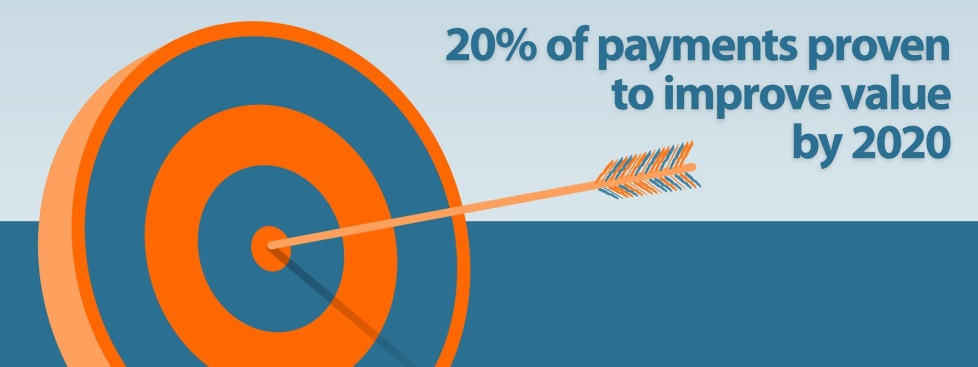 20% of payments proven
to improve value
by 2020